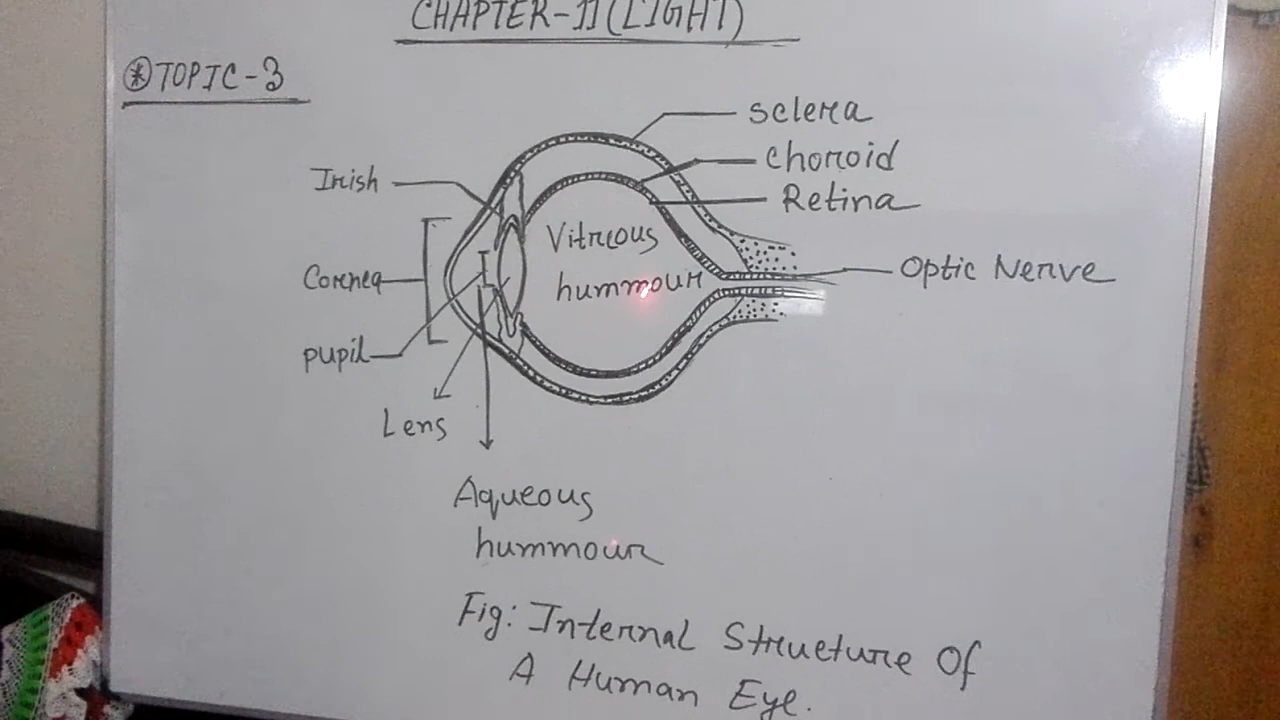 CHAPTER-11(LIGHT)
⊛TOPIC-3
Sclera
Choroid
Retina
Irish
Vitreous
hummour
Cornea
Optic Nerve
pupil
Lens
Aqueous
hummour
Fig: Internal Structure Of
A Human Eye.